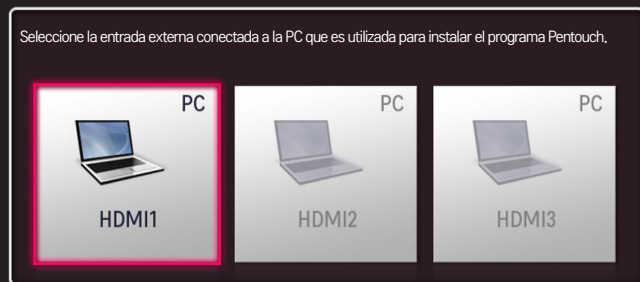 Seleccione la entrada externa conectada a la PC que es utilizada para instalar el programa Pentouch.
PC
HDMI1
PC
HDMI2
PC
HDMI3